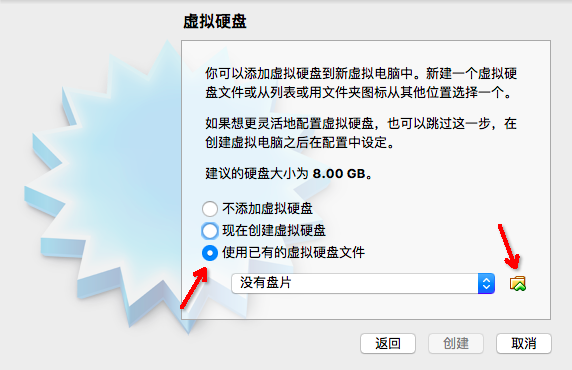 虚拟硬盘
你可以添加虚拟硬盘到新虚拟电脑中。新建一个虚拟硬
盘文件或从列表或用文件夹图标从其他位置选择一个。
如果想更灵活地配置虚拟硬盘，也可以跳过这一步，在
创建虚拟电脑之后在配置中设定。
建议的硬盘大小为 8.00 GB。
不添加虚拟硬盘
现在创建虚拟硬盘
使用已有的虚拟硬盘文件
没有盘片
返回
创建
取消